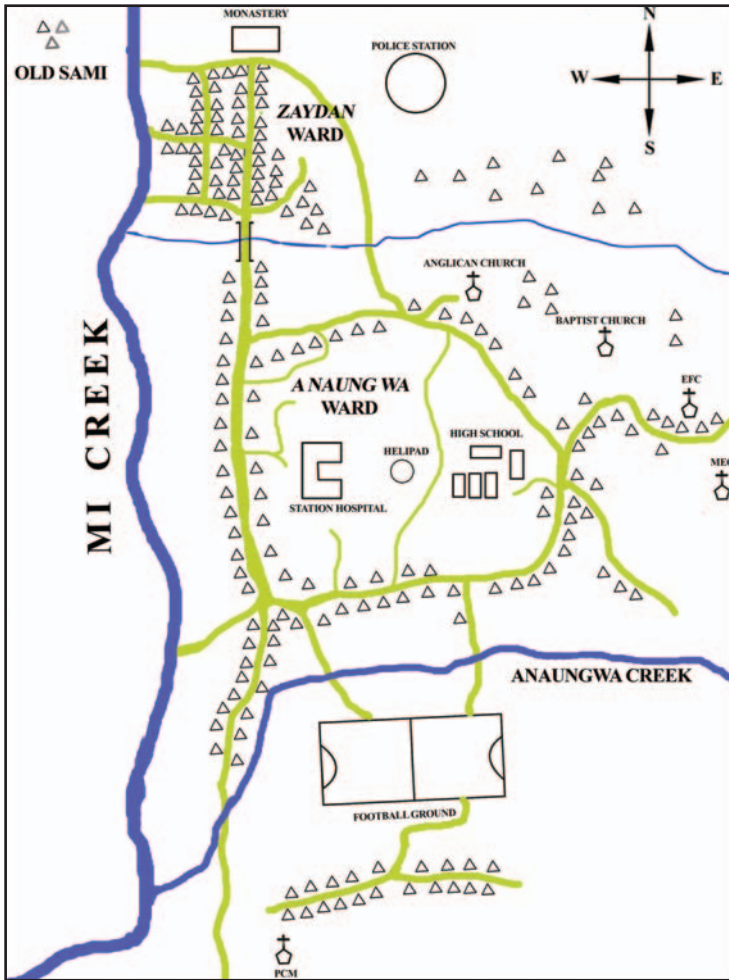 MONASTERY
N
POLICE STATION
OLD SAMI
W
E
ZAYDAN
WARD
S
ANGLICAN CHURCH
BAPTIST CHURCH
MI CREEK
A NAUNG WA
WARD
EFC
HIGH SCHOOL
HELIPAD
STATION HOSPITAL
ANAUNGWA CREEK
FOOTBALL GROUND
PCM